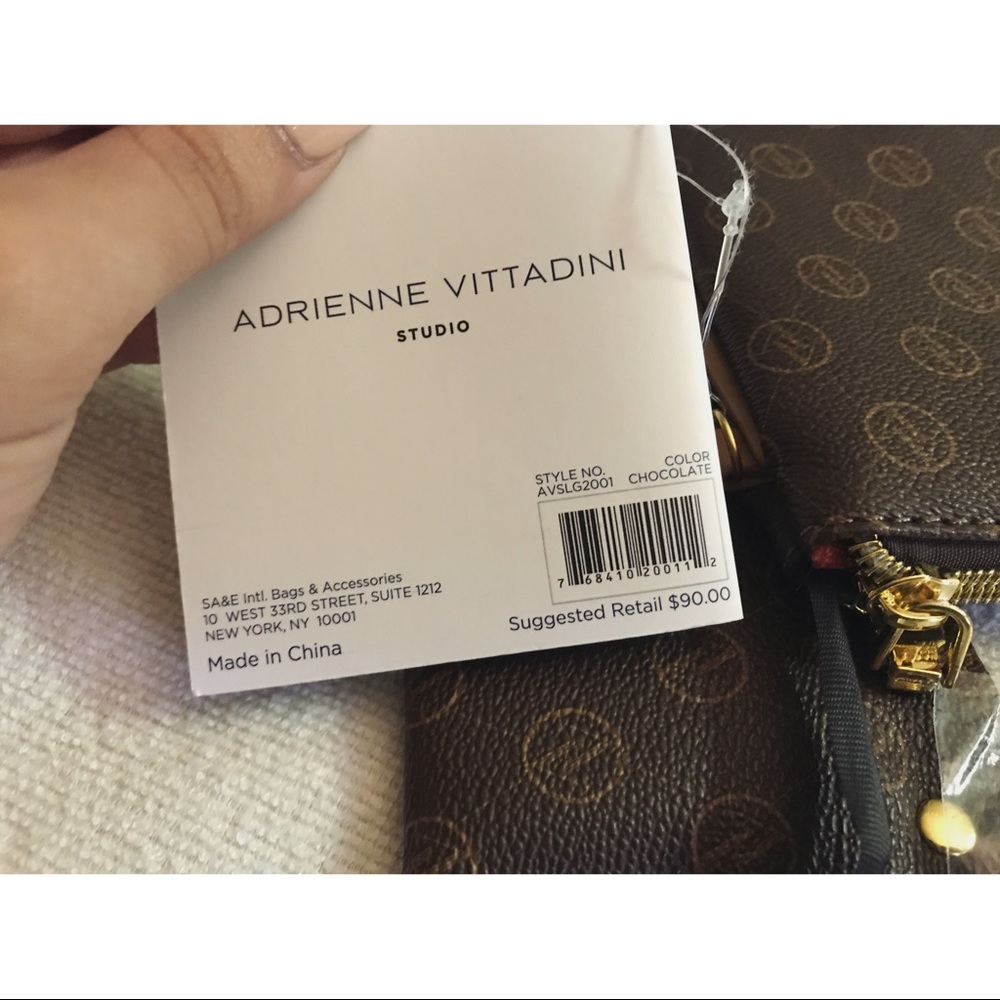 ADRIENNE VITTADINI
STUDIO
STYLE NO. COLOR
AVSLG2001 CHOCOLATE
7 68410 20011 2
SA&E Intl. Bags & Accessories
10 WEST 33RD STREET, SUITE 1212
NEW YORK, NY 10001
Made in China
Suggested Retail $90.00